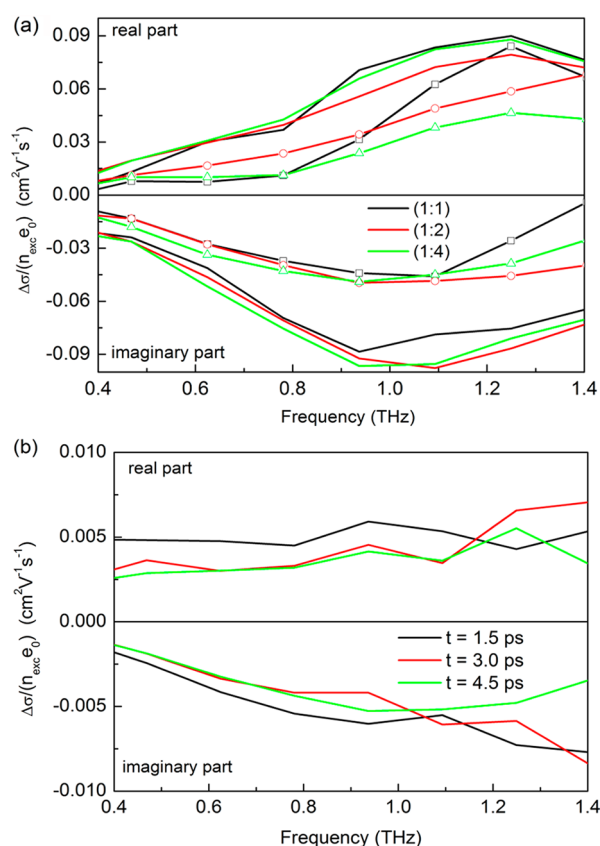 (a)
real part
0.09
0.06
0.03
0.00
-0.03
-0.06
-0.09
Δσ/(n_exc e_0) (cm²V⁻¹s⁻¹)
(1:1)
(1:2)
(1:4)
imaginary part
0.4 0.6 0.8 1.0 1.2 1.4
Frequency (THz)
(b)
real part
0.010
0.005
0.000
-0.005
-0.010
Δσ/(n_exc e_0) (cm²V⁻¹s⁻¹)
t = 1.5 ps
t = 3.0 ps
t = 4.5 ps
imaginary part
0.4 0.6 0.8 1.0 1.2 1.4
Frequency (THz)